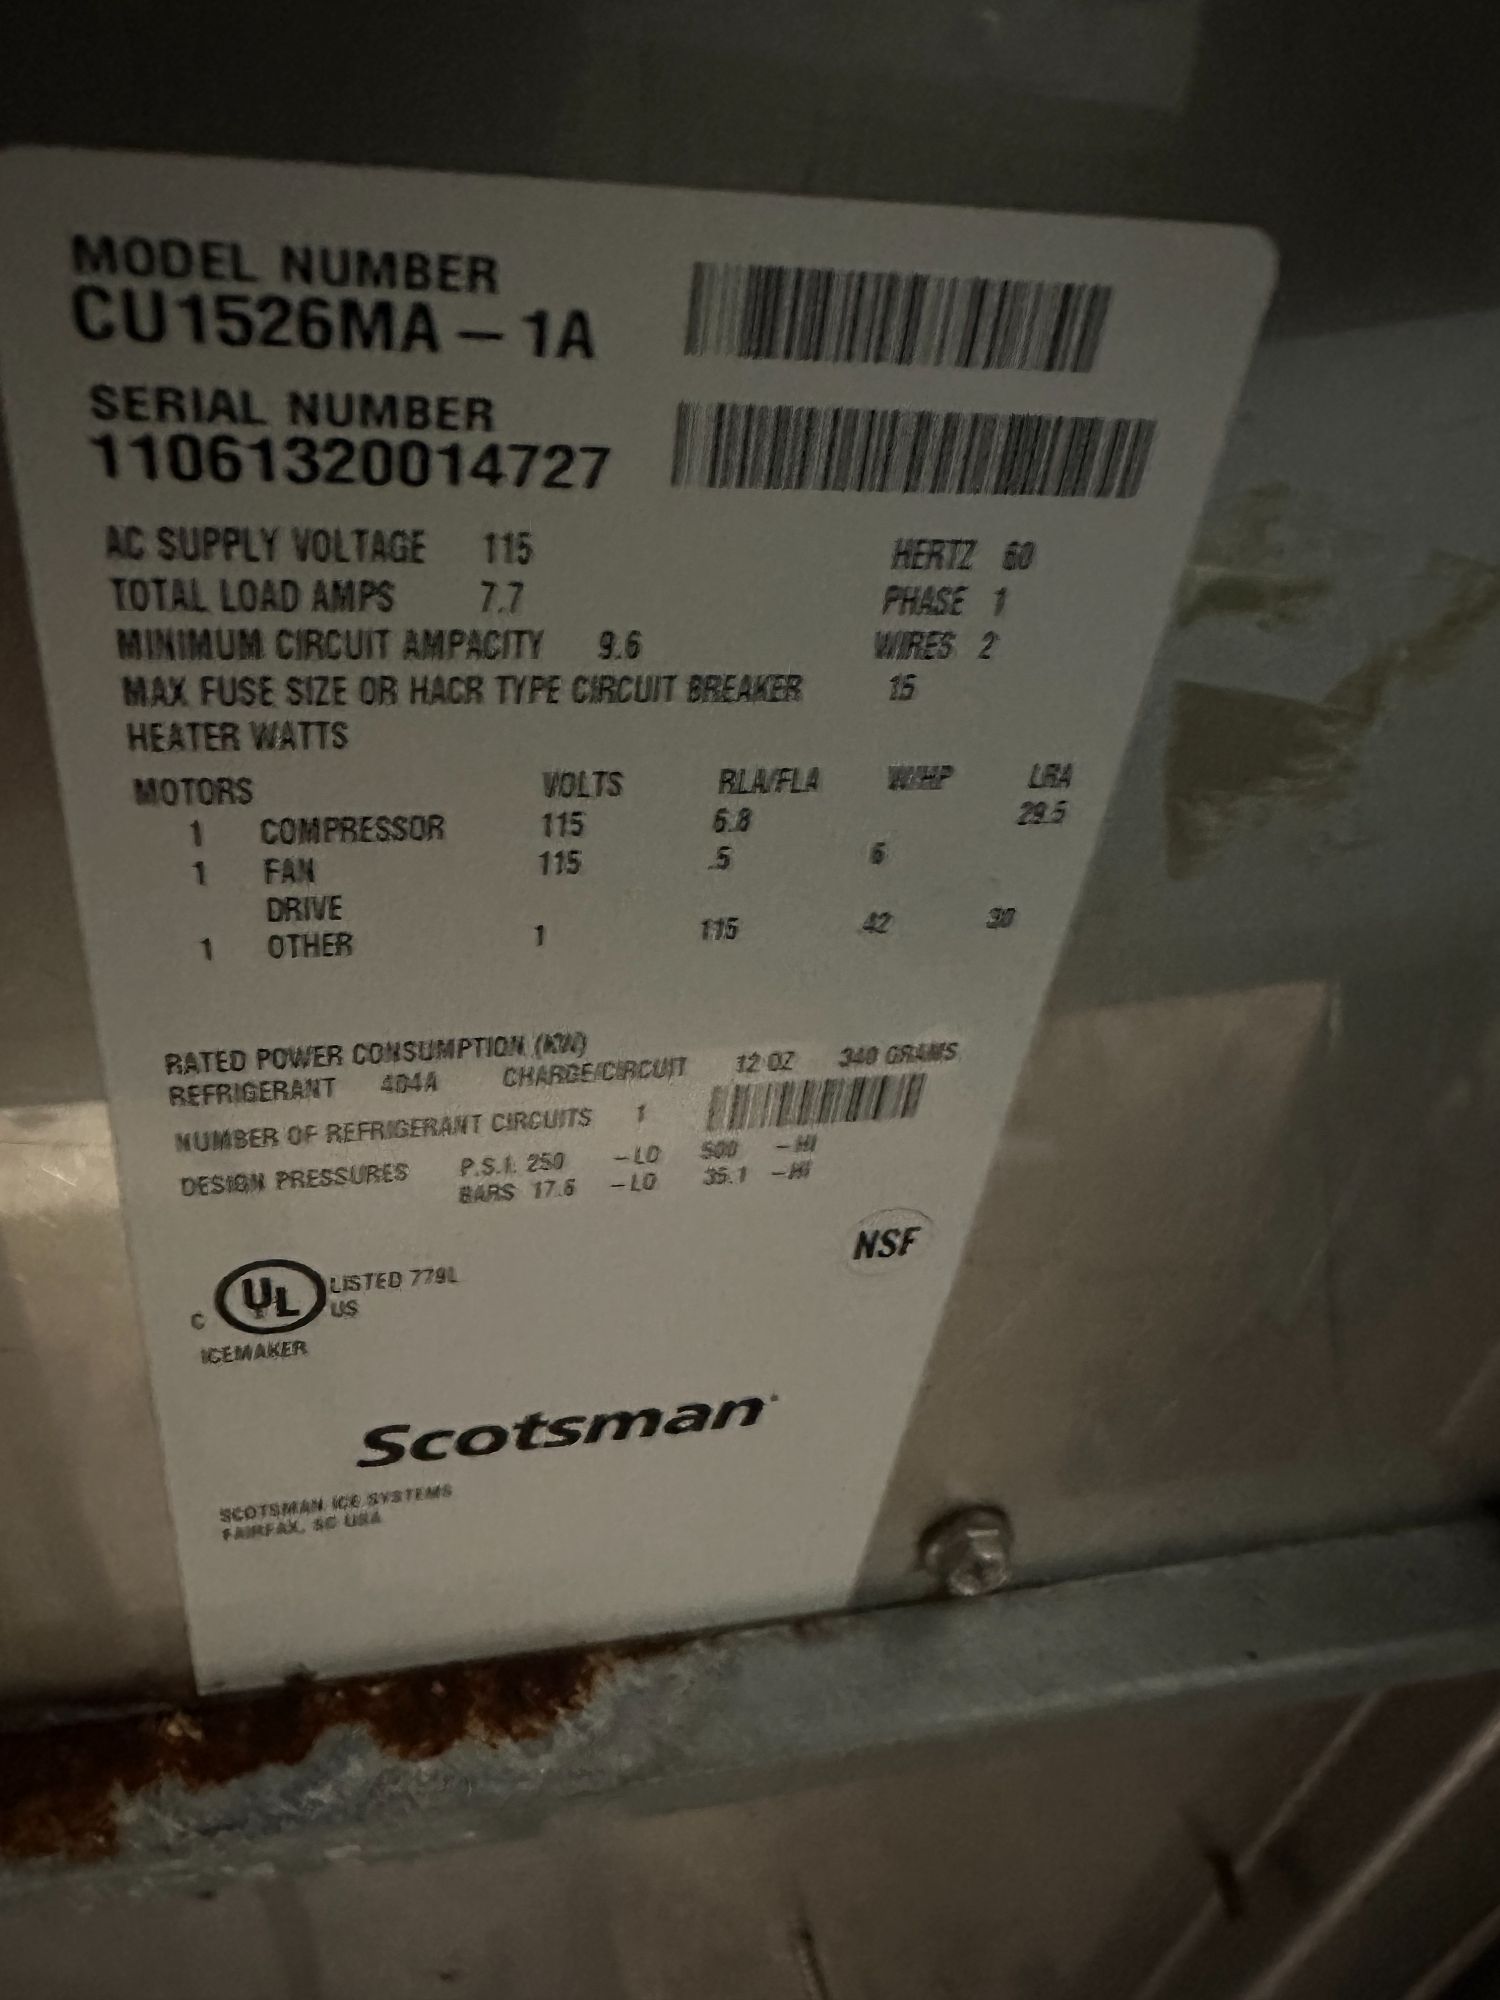 MODEL NUMBER
CU1526MA-1A
SERIAL NUMBER
11061320014727
AC SUPPLY VOLTAGE 115 HERTZ 60
TOTAL LOAD AMPS 7.7 PHASE 1
MINIMUM CIRCUIT AMPACITY 9.6 WIRES 2
MAX FUSE SIZE OR HACR TYPE CIRCUIT BREAKER 15
HEATER WATTS
MOTORS VOLTS RLA/FLA W/HP LRA
1 COMPRESSOR 115 6.8 29.5
1 FAN 115 .5 6
DRIVE
1 OTHER 1 115 .42 30
RATED POWER CONSUMPTION (KW)
REFRIGERANT 404A CHARGE/CIRCUIT 12 OZ 340 GRAMS
NUMBER OF REFRIGERANT CIRCUITS 1
DESIGN PRESSURES P.S.I. 250 -LO 500 -HI
BARS 17.6 -LO 35.1 -HI
NSF
C UL US LISTED 779L
ICEMAKER
Scotsman
SCOTSMAN ICE SYSTEMS
FAIRFAX, SC USA